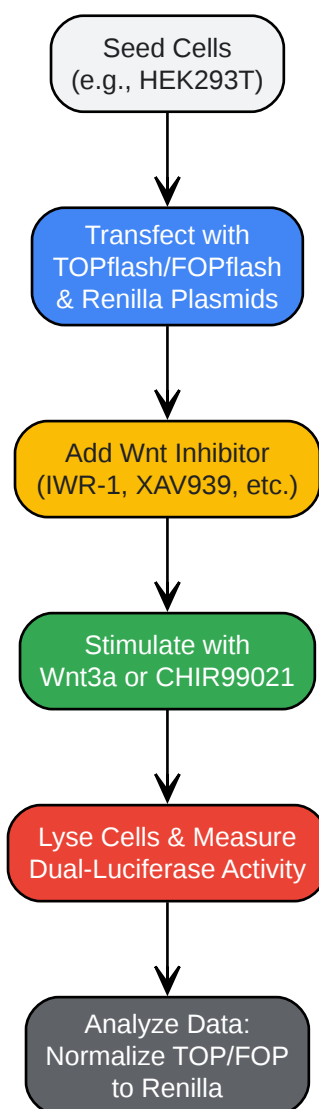 Seed Cells
(e.g., HEK293T)
Transfect with
TOPflash/FOPflash
& Renilla Plasmids
Add Wnt Inhibitor
(IWR-1, XAV939, etc.)
Stimulate with
Wnt3a or CHIR99021
Lyse Cells & Measure
Dual-Luciferase Activity
Analyze Data:
Normalize TOP/FOP
to Renilla